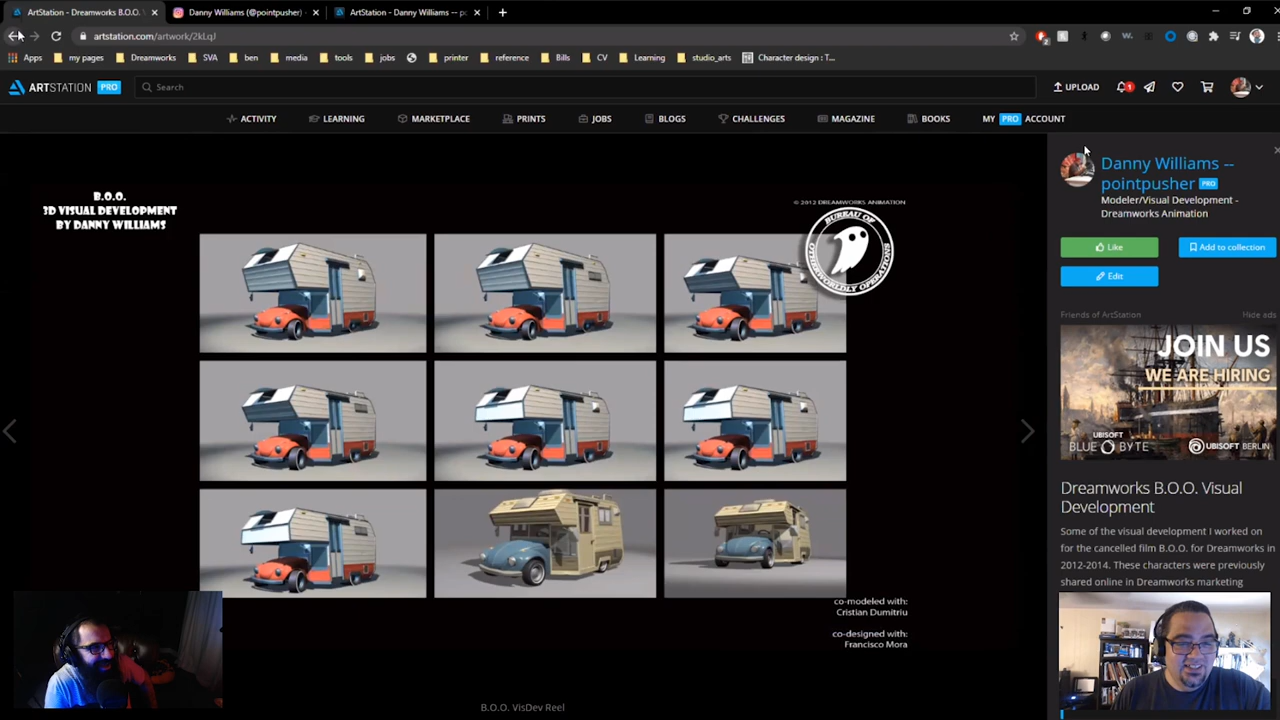 ArtStation - Dreamworks B.O.O.
Danny Williams (@pointpusher)
ArtStation - Danny Williams -- po
artstation.com/artwork/2kLqJ
Apps
my pages
Dreamworks
SVA
ben
media
tools
jobs
printer
Bills
reference
CV
Learning
studio_arts
Character design : T...
ARTSTATION
PRO
Search
UPLOAD
1
ACTIVITY
LEARNING
MARKETPLACE
PRINTS
JOBS
BLOGS
CHALLENGES
MAGAZINE
BOOKS
MY PRO ACCOUNT
B.O.O.
3D VISUAL DEVELOPMENT
BY DANNY WILLIAMS
© 2012 DREAMWORKS ANIMATION
BUREAU OF
OTHERWORLDLY OPERATIONS
co-modeled with:
Cristian Dumitriu
co-designed with:
Francisco Mora
B.O.O. VisDev Reel
Danny Williams --
pointpusher PRO
Modeler/Visual Development -
Dreamworks Animation
Like
Add to collection
Edit
Friends of ArtStation
Hide ads
JOIN US
WE ARE HIRING
UBISOFT
BLUE BYTE
UBISOFT BERLIN
Dreamworks B.O.O. Visual
Development
Some of the visual development I worked on
for the cancelled film B.O.O. for Dreamworks in
2012-2014. These characters were previously
shared online in Dreamworks marketing